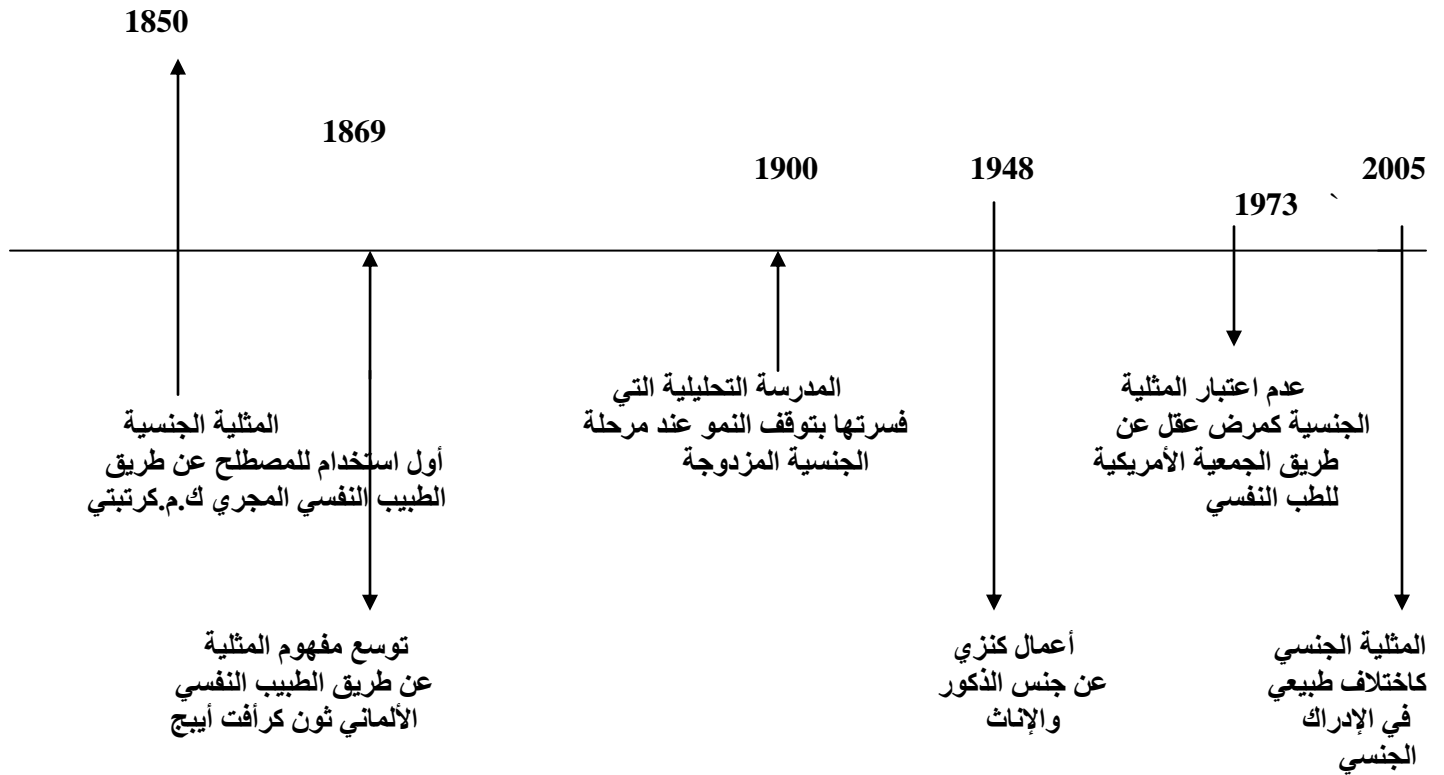 1850
1869
1900
1948
1973 `
2005
المثلية الجنسية
أول استخدام للمصطلح عن طريق
الطبيب النفسي المجري ك.م.كرتبتي
توسع مفهوم المثلية
عن طريق الطبيب النفسي
الألماني ثون كرأفت أيبج
المدرسة التحليلية التي
فسرتها بتوقف النمو عند مرحلة
الجنسية المزدوجة
أعمال كنزي
عن جنس الذكور
والإناث
عدم اعتبار المثلية
الجنسية كمرض عقل عن
طريق الجمعية الأمريكية
للطب النفسي
المثلية الجنسي
كاختلاف طبيعي
في الإدراك
الجنسي